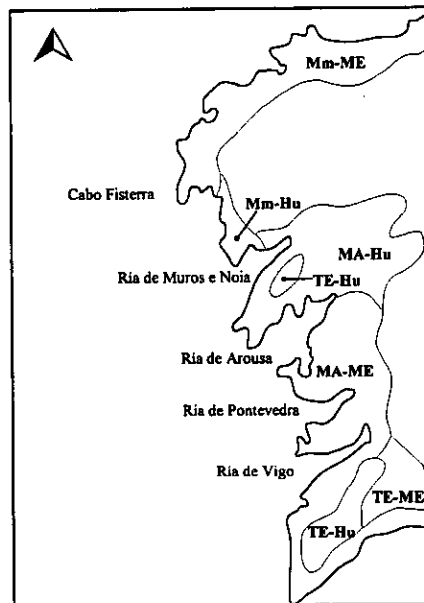 Mm-ME
Cabo Fisterra
Mm-Hu
MA-Hu
Ría de Muros e Noia
TE-Hu
Ría de Arousa
MA-ME
Ría de Pontevedra
Ría de Vigo
TE-ME
TE-Hu